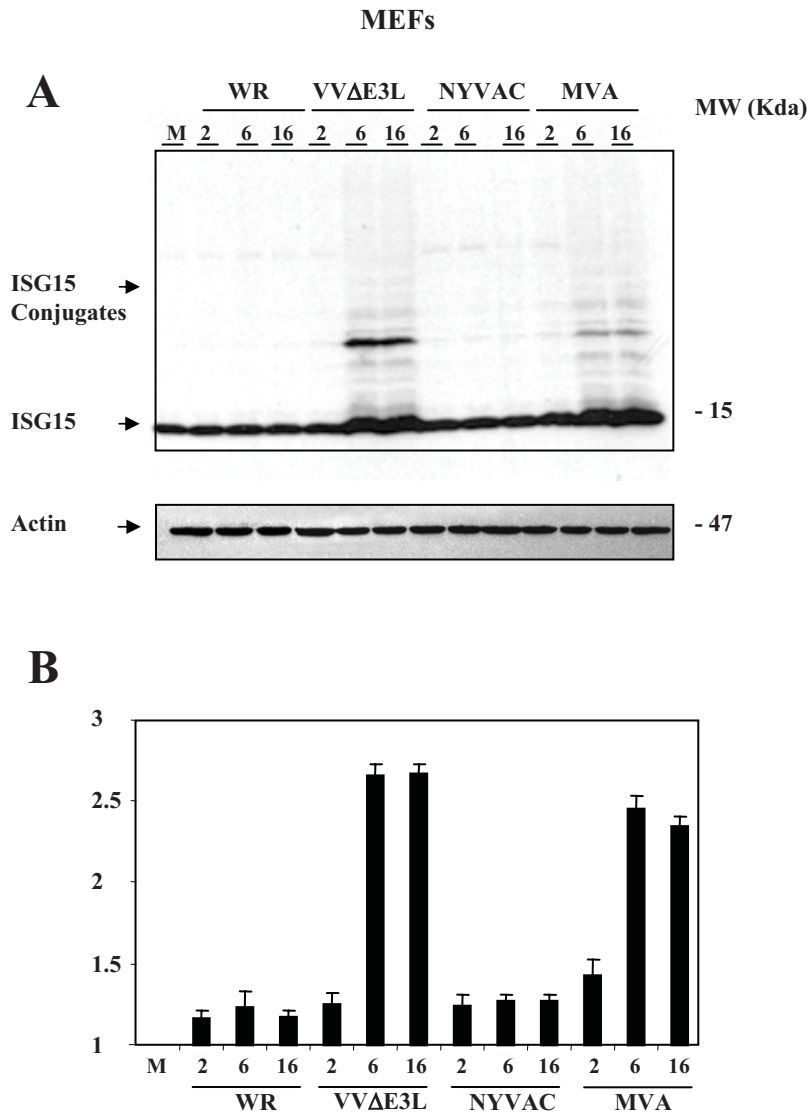 MEFs
A
WR VVΔE3L NYVAC MVA
MW (Kda)
M 2 6 16 2 6 16 2 6 16 2 6 16
ISG15
Conjugates
ISG15
- 15
Actin
- 47
B
3
2.5
2
1.5
1
M 2 6 16 2 6 16 2 6 16 2 6 16
WR VVΔE3L NYVAC MVA